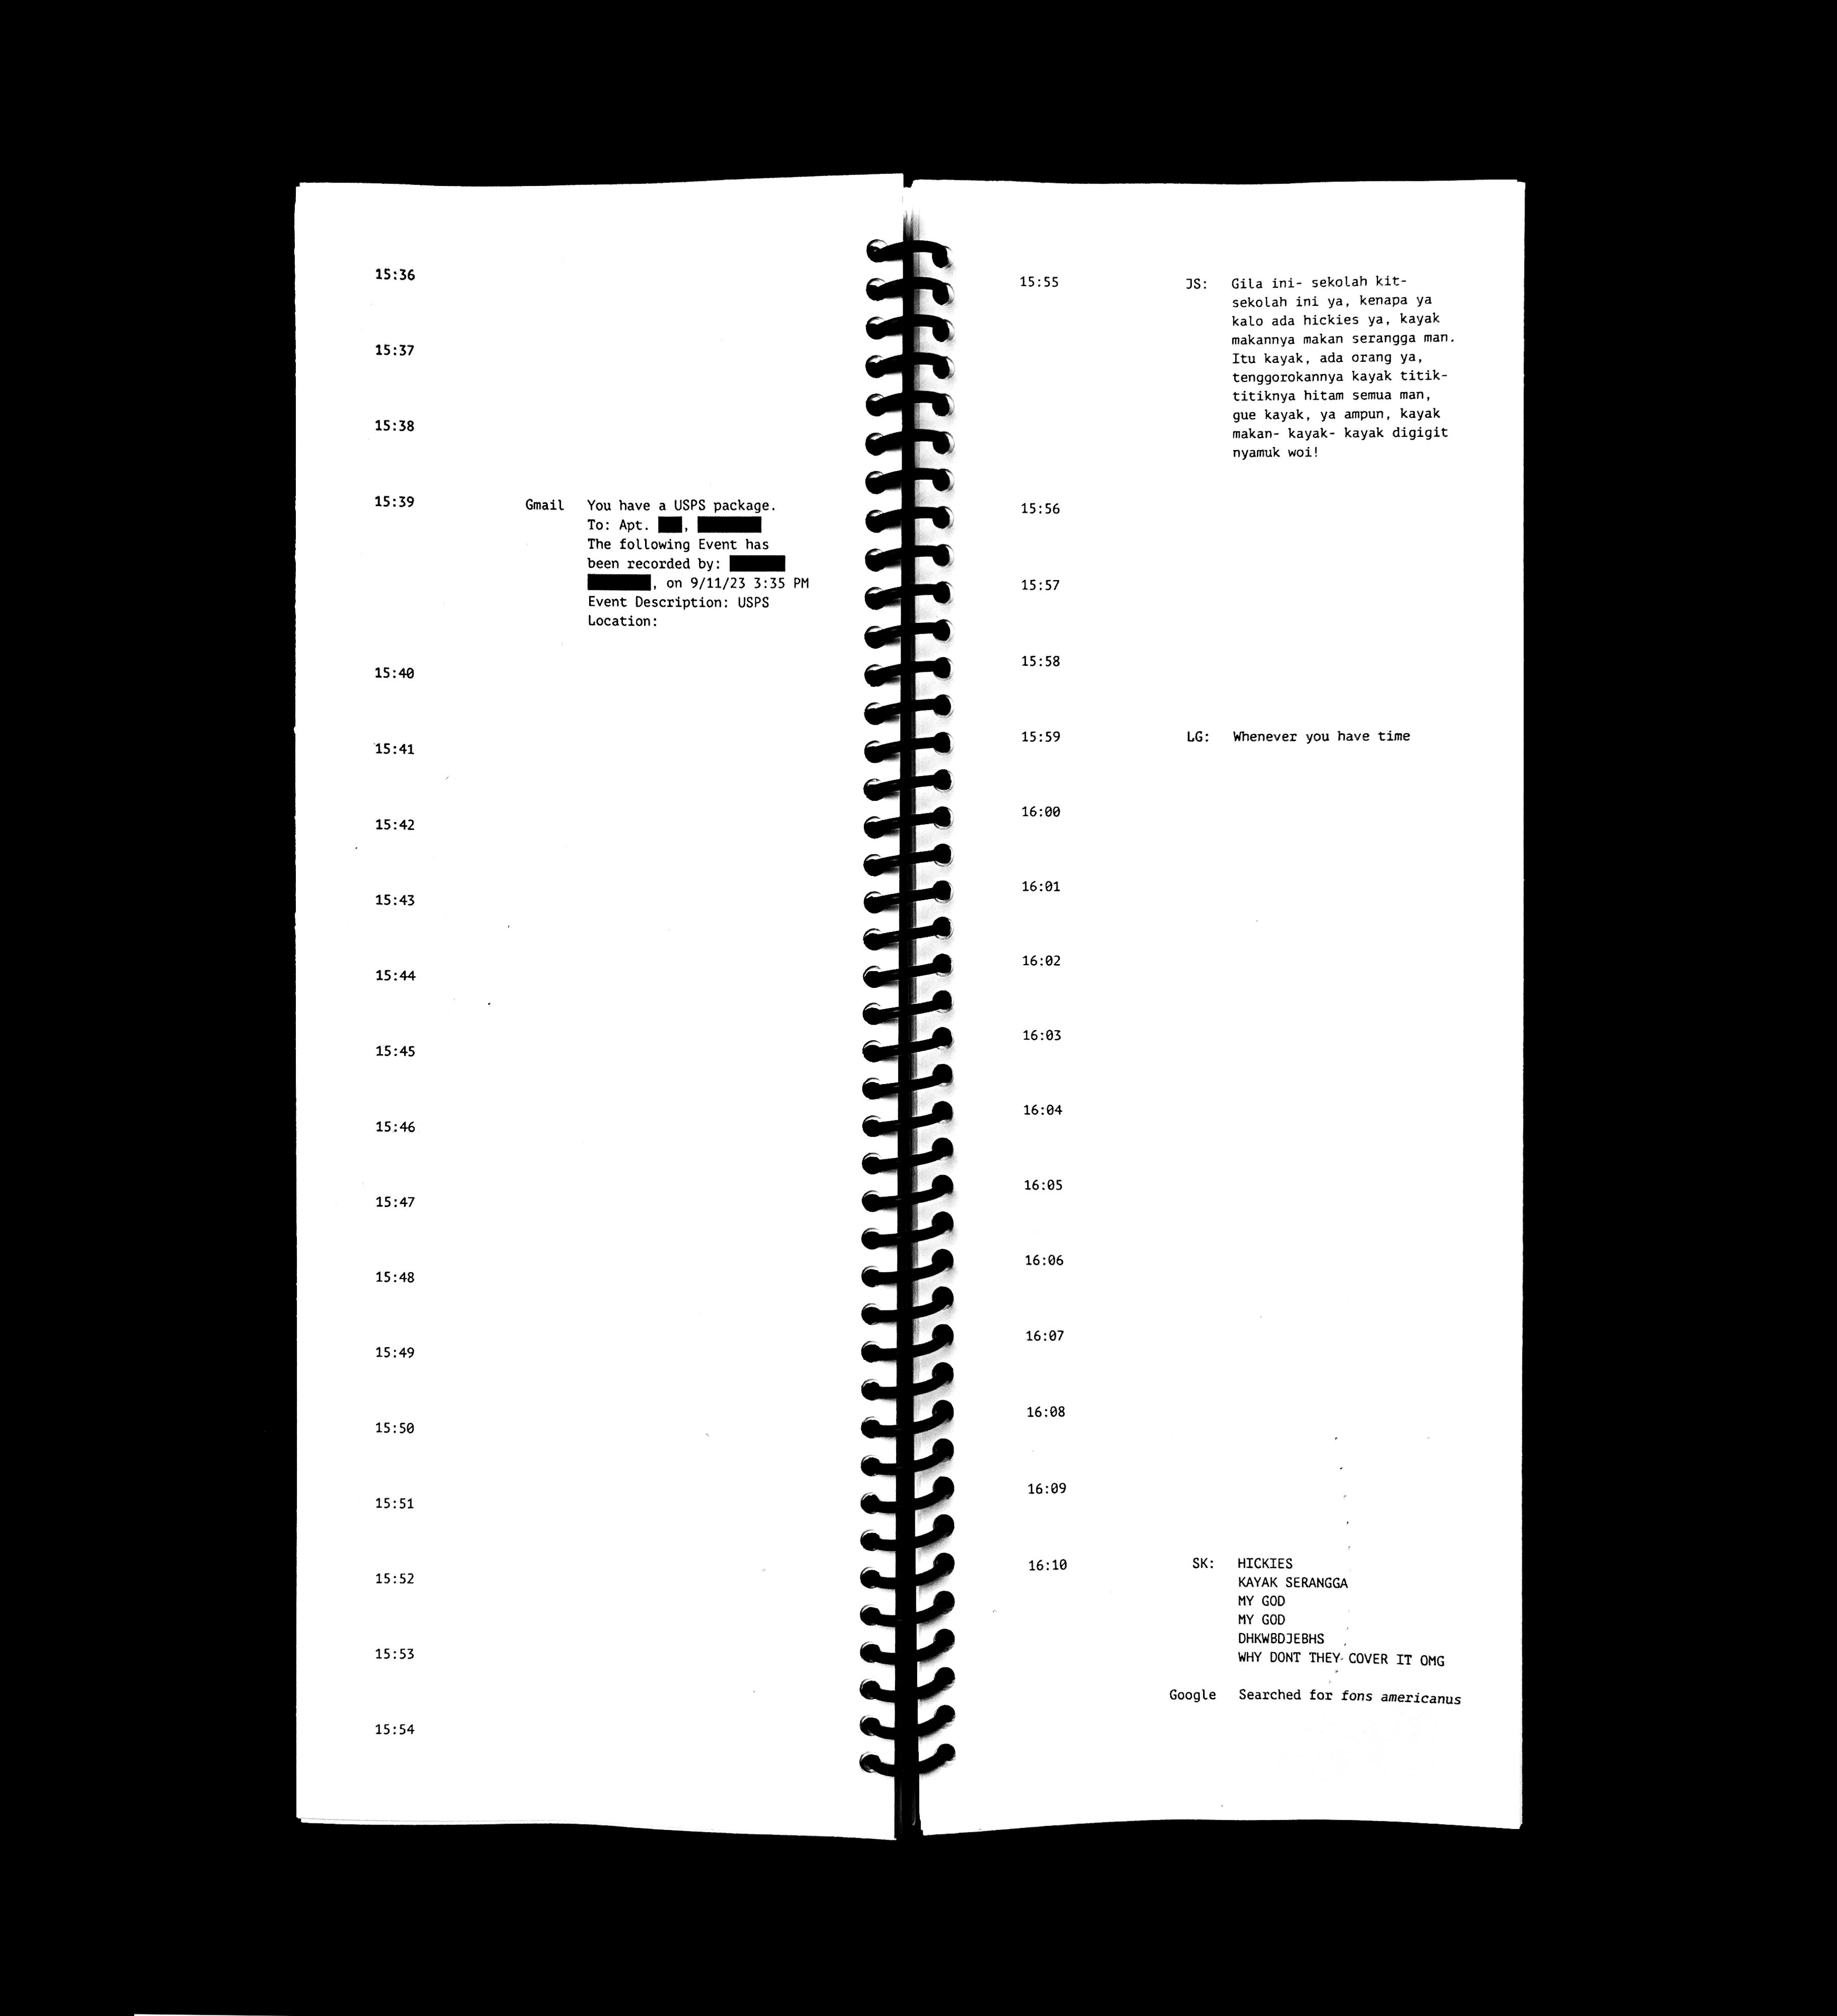 15:36
15:37
15:38
15:39 Gmail You have a USPS package.
To: Apt. ,
The following Event has
been recorded by:
, on 9/11/23 3:35 PM
Event Description: USPS
Location:
15:40
15:41
15:42
15:43
15:44
15:45
15:46
15:47
15:48
15:49
15:50
15:51
15:52
15:53
15:54
15:55 JS: Gila ini- sekolah kit-
sekolah ini ya, kenapa ya
kalo ada hickies ya, kayak
makannya makan serangga man.
Itu kayak, ada orang ya,
tenggorokannya kayak titik-
titiknya hitam semua man,
gue kayak, ya ampun, kayak
makan- kayak- kayak digigit
nyamuk woi!
15:56
15:57
15:58
15:59 LG: Whenever you have time
16:00
16:01
16:02
16:03
16:04
16:05
16:06
16:07
16:08
16:09
16:10 SK: HICKIES
KAYAK SERANGGA
MY GOD
MY GOD
DHKWBDJEBHS
WHY DONT THEY COVER IT OMG
Google Searched for fons americanus